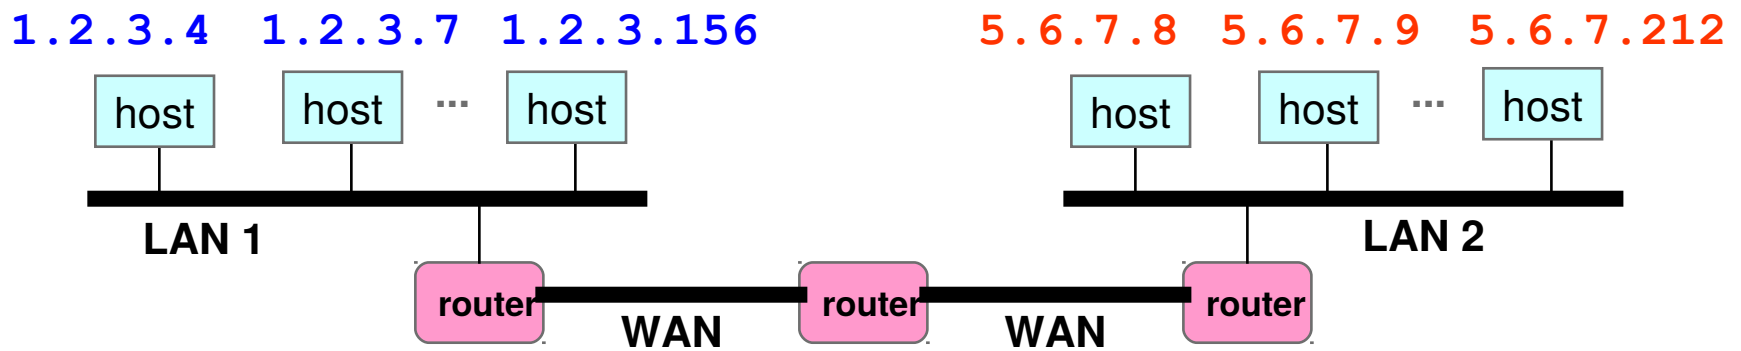 1.2.3.4 1.2.3.7 1.2.3.156 5.6.7.8 5.6.7.9 5.6.7.212
host host ... host host host ... host
LAN 1 LAN 2
router router router
WAN WAN